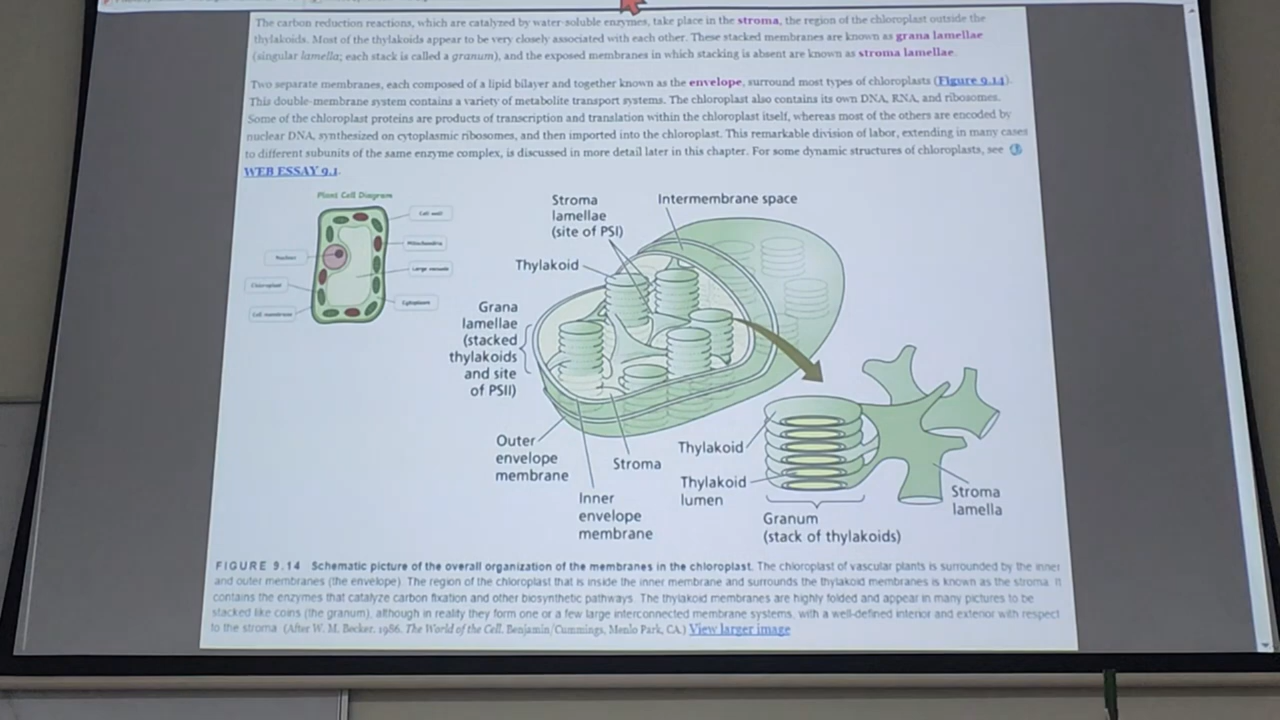 The carbon reduction reactions, which are catalyzed by water-soluble enzymes, take place in the stroma, the region of the chloroplast outside the
thylakoids. Most of the thylakoids appear to be very closely associated with each other. These stacked membranes are known as grana lamellae
(singular lamella; each stack is called a granum), and the exposed membranes in which stacking is absent are known as stroma lamellae.
Two separate membranes, each composed of a lipid bilayer and together known as the envelope, surround most types of chloroplasts (Figure 9.14).
This double-membrane system contains a variety of metabolite transport systems. The chloroplast also contains its own DNA, RNA, and ribosomes.
Some of the chloroplast proteins are products of transcription and translation within the chloroplast itself, whereas most of the others are encoded by
nuclear DNA, synthesized on cytoplasmic ribosomes, and then imported into the chloroplast. This remarkable division of labor, extending in many cases
to different subunits of the same enzyme complex, is discussed in more detail later in this chapter. For some dynamic structures of chloroplasts, see
WEB ESSAY 9.1.
Plant Cell Diagram
Cell wall
Mitochondria
Nucleus
Large vacuole
Chloroplast
Cytoplasm
Cell membrane
Stroma
lamellae
(site of PSI)
Intermembrane space
Thylakoid
Grana
lamellae
(stacked
thylakoids
and site
of PSII)
Outer
envelope
membrane
Stroma
Inner
envelope
membrane
Thylakoid
Thylakoid
lumen
Granum
(stack of thylakoids)
Stroma
lamella
FIGURE 9.14 Schematic picture of the overall organization of the membranes in the chloroplast. The chloroplast of vascular plants is surrounded by the inner
and outer membranes (the envelope). The region of the chloroplast that is inside the inner membrane and surrounds the thylakoid membranes is known as the stroma. It
contains the enzymes that catalyze carbon fixation and other biosynthetic pathways. The thylakoid membranes are highly folded and appear in many pictures to be
stacked like coins (the granum), although in reality they form one or a few large interconnected membrane systems, with a well-defined interior and exterior with respect
to the stroma. (After W. M. Becker, 1986, The World of the Cell, Benjamin/Cummings, Menlo Park, CA.) View larger image